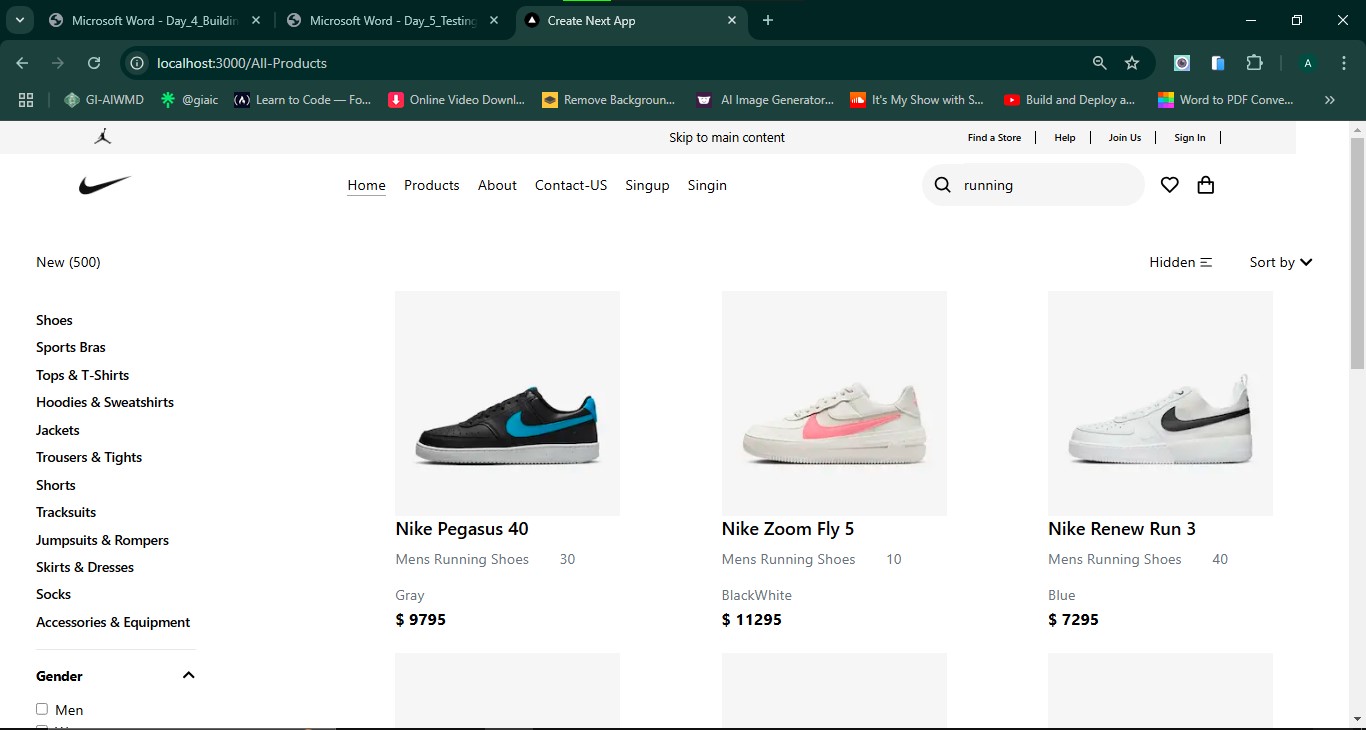 Microsoft Word - Day_4_Buildin
Microsoft Word - Day_5_Testing
Create Next App
localhost:3000/All-Products
A
GI-AIWMD
@giaic
(A) Learn to Code — Fo...
Online Video Downl...
Remove Backgroun...
AI Image Generator...
It's My Show with S...
Build and Deploy a...
Word to PDF Conve...
Skip to main content
Find a Store
Help
Join Us
Sign In
Home Products About Contact-US Singup Singin
running
New (500)
Hidden
Sort by
Shoes
Sports Bras
Tops & T-Shirts
Hoodies & Sweatshirts
Jackets
Trousers & Tights
Shorts
Tracksuits
Jumpsuits & Rompers
Skirts & Dresses
Socks
Accessories & Equipment
Gender
Men
Nike Pegasus 40
Mens Running Shoes 30
Gray
$ 9795
Nike Zoom Fly 5
Mens Running Shoes 10
BlackWhite
$ 11295
Nike Renew Run 3
Mens Running Shoes 40
Blue
$ 7295